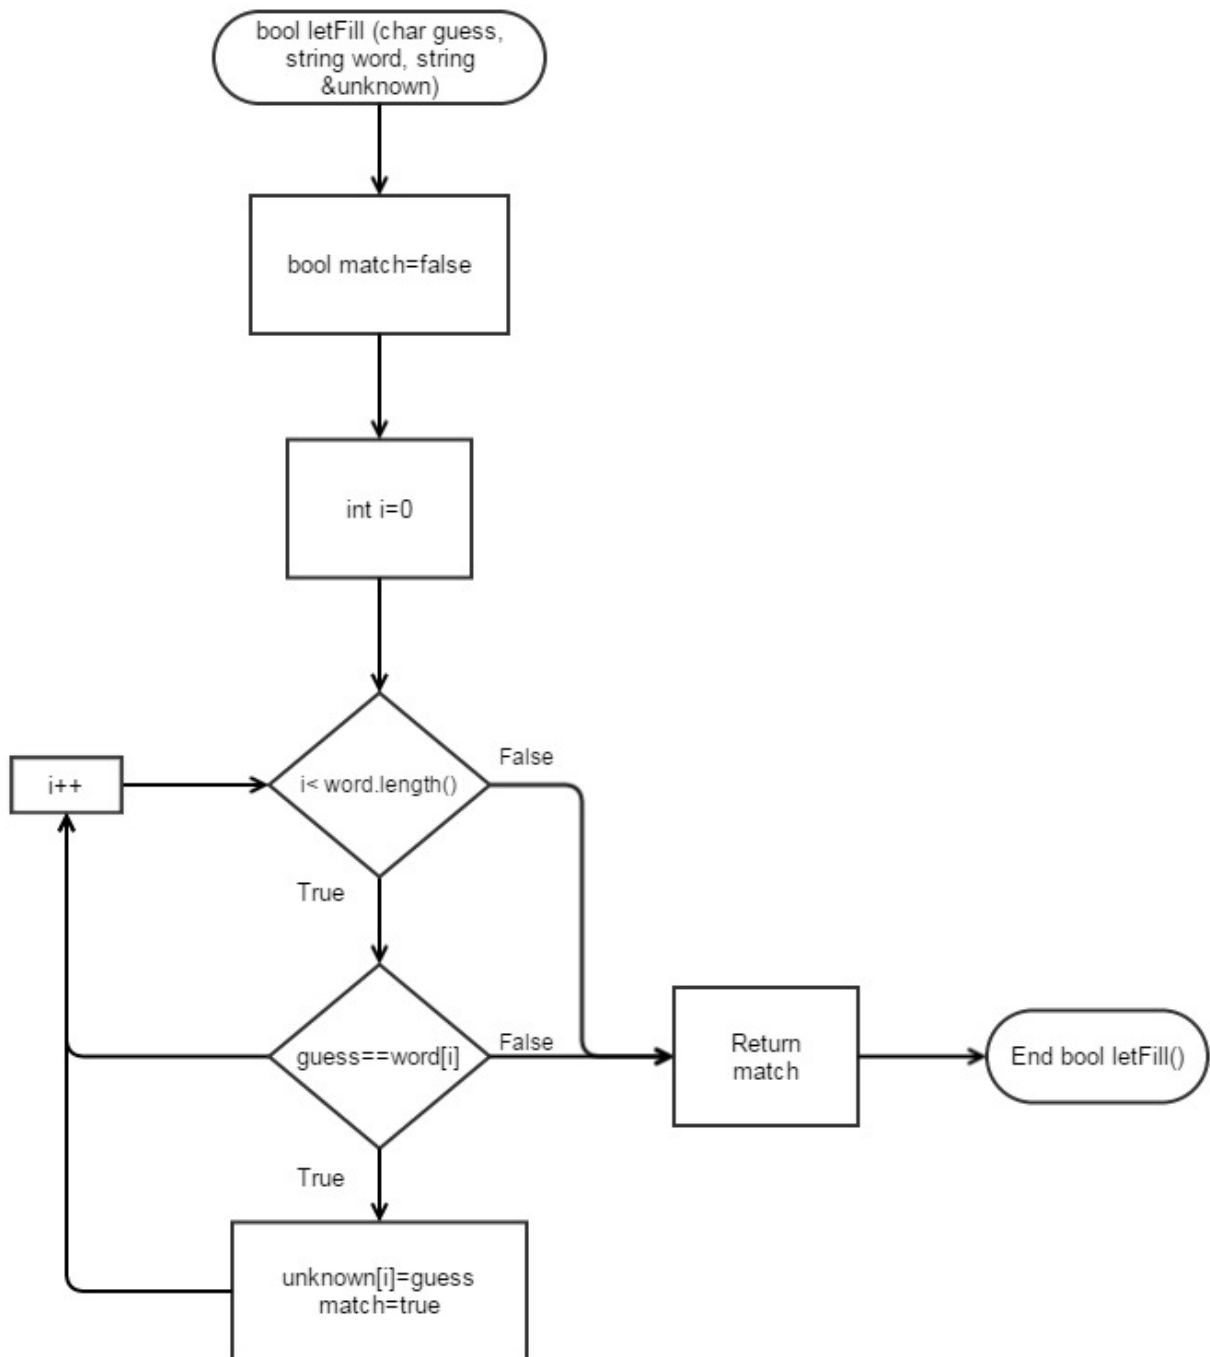 bool letFill (char guess,
string word, string
&unknown)
bool match=false
int i=0
i++
i< word.length()
False
True
guess==word[i]
False
Return
match
End bool letFill()
True
unknown[i]=guess
match=true